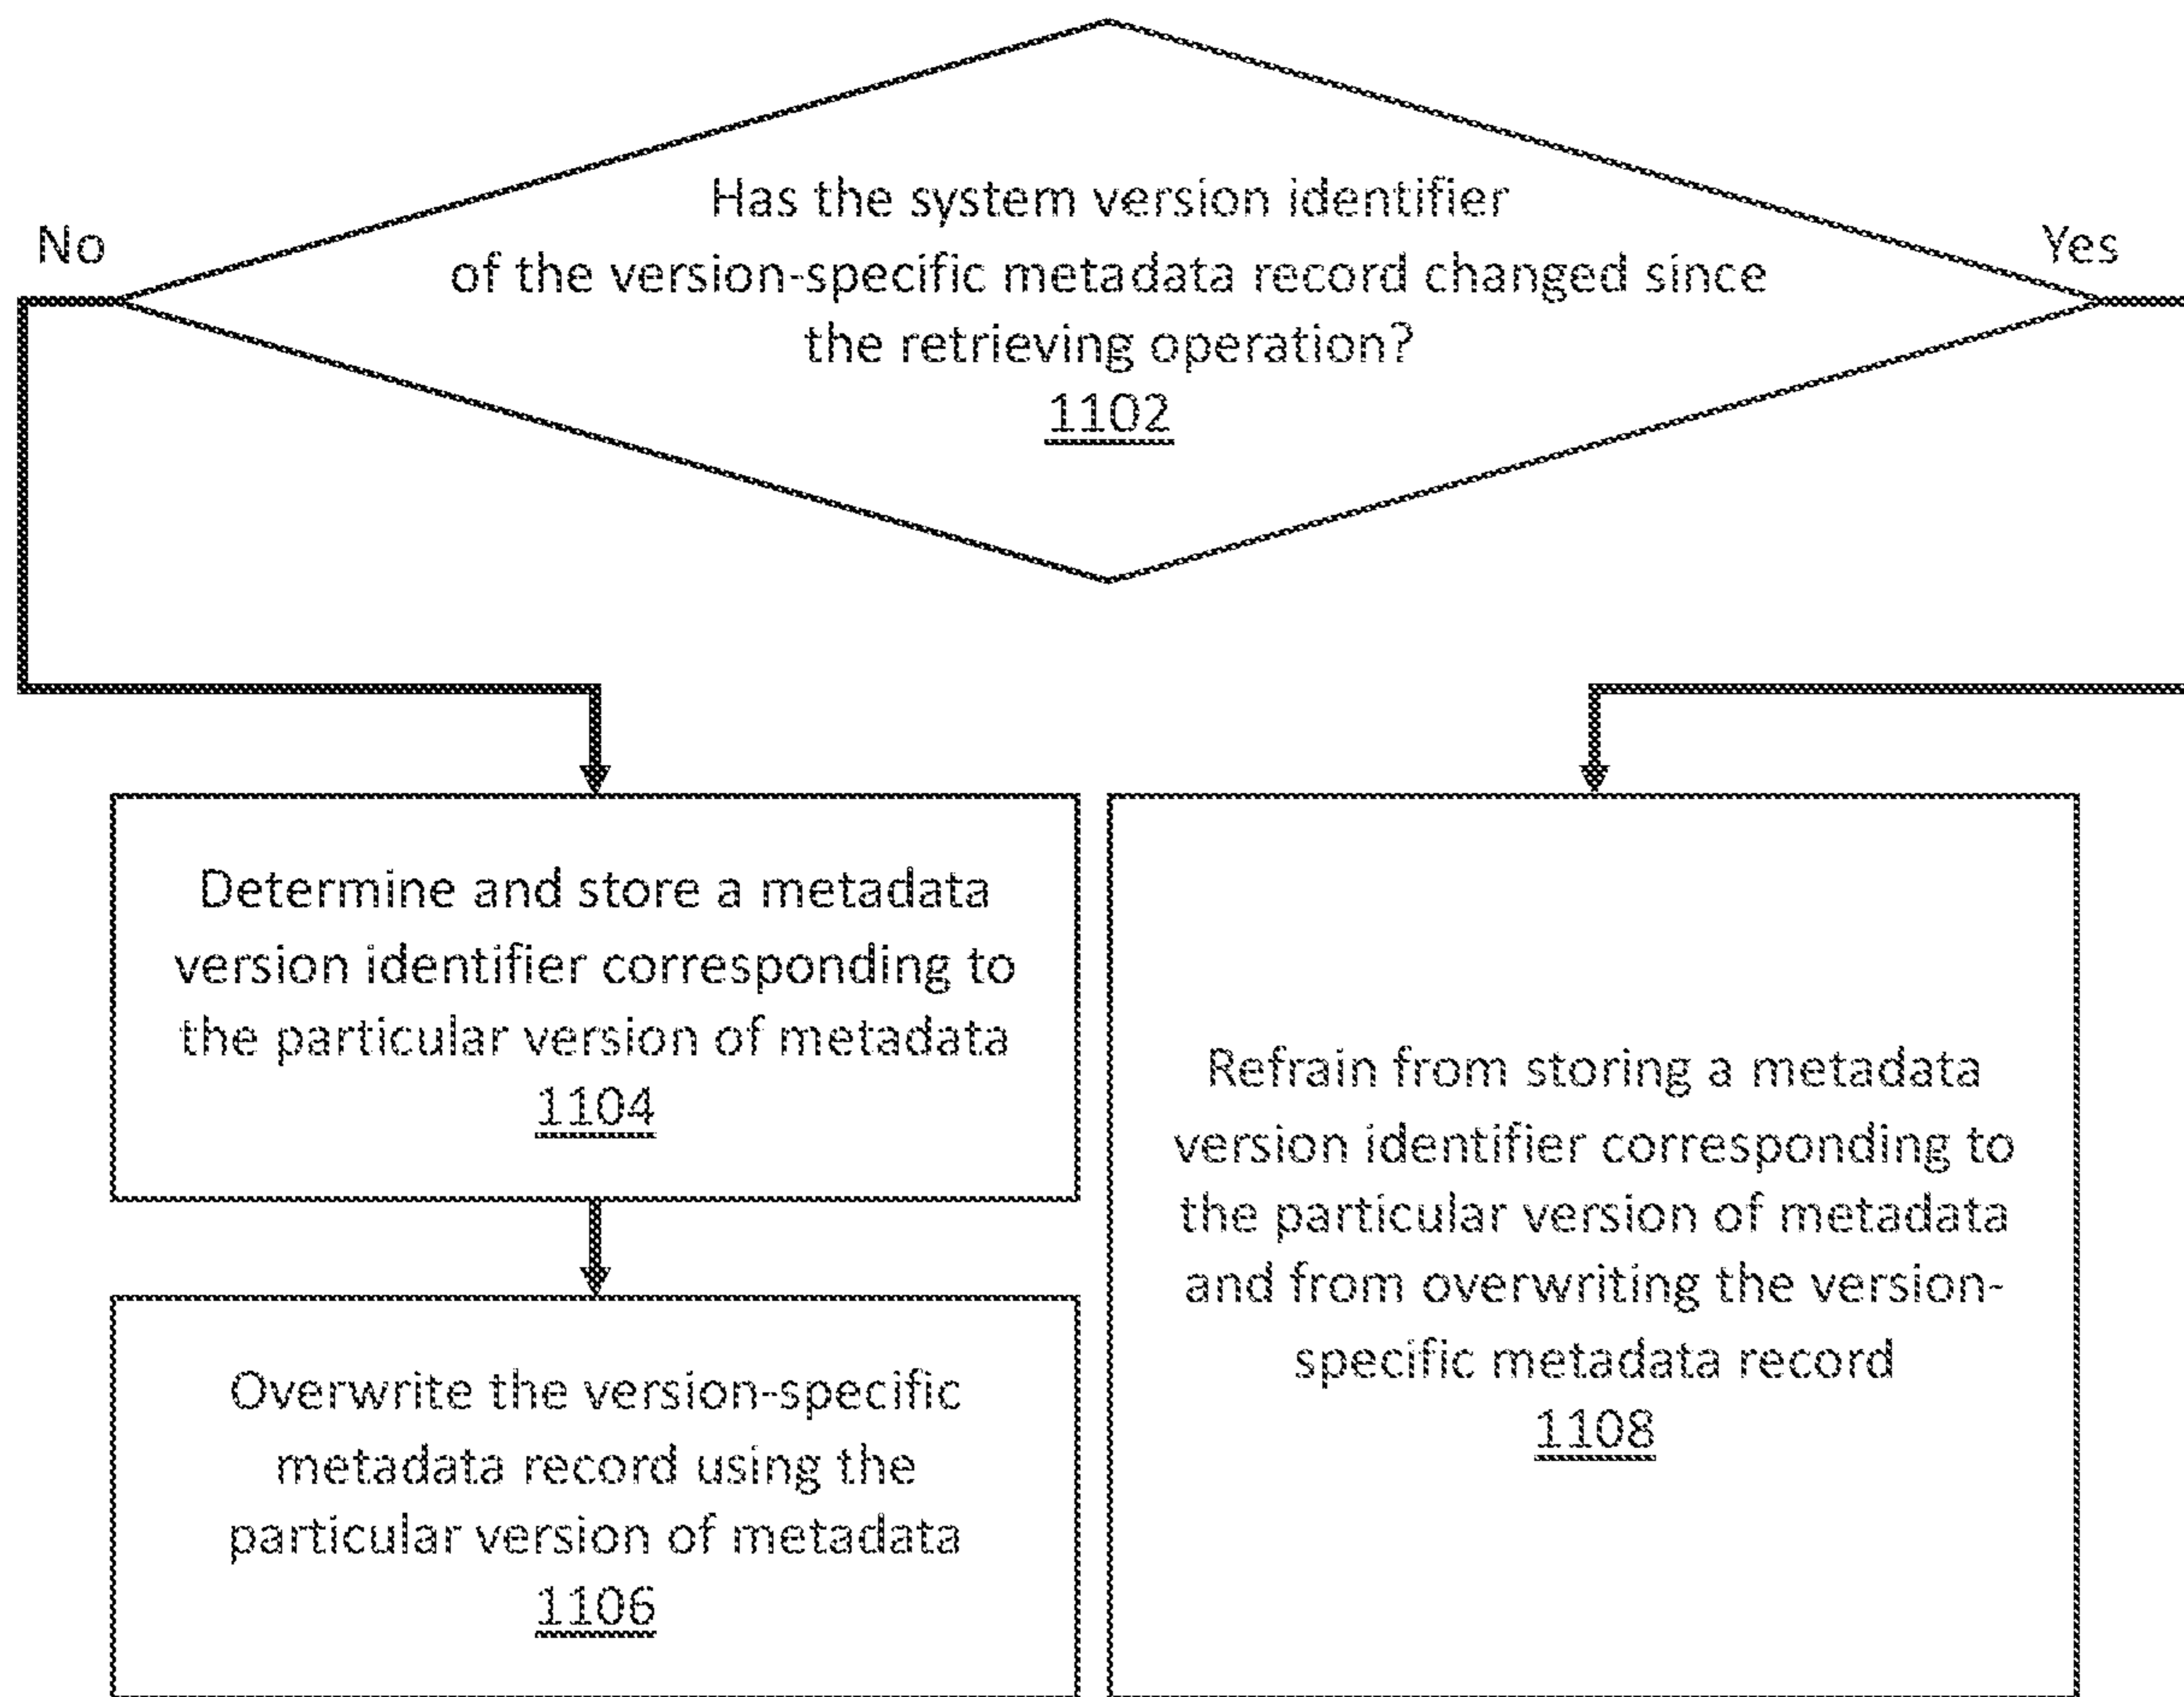 Has the system version identifier
of the version-specific metadata record changed since
the retrieving operation?
1102
No
Yes
Determine and store a metadata
version identifier corresponding to
the particular version of metadata
1104
Overwrite the version-specific
metadata record using the
particular version of metadata
1106
Refrain from storing a metadata
version identifier corresponding to
the particular version of metadata
and from overwriting the version-
specific metadata record
1108